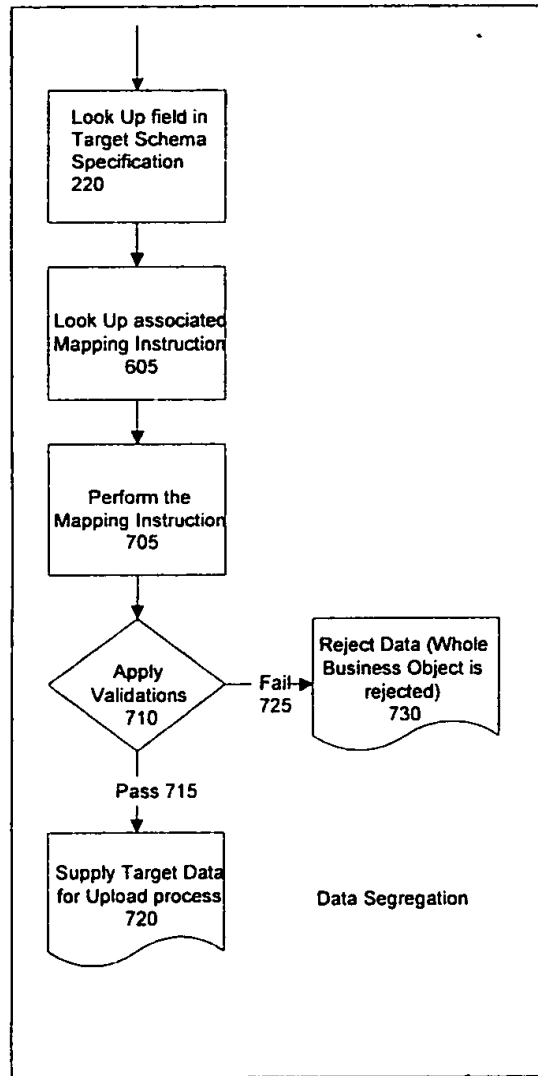 Look Up field in
Target Schema
Specification
220
Look Up associated
Mapping Instruction
605
Perform the
Mapping Instruction
705
Apply
Validations
710
Fail
725
Reject Data (Whole
Business Object is
rejected)
730
Pass 715
Supply Target Data
for Upload process
720
Data Segregation